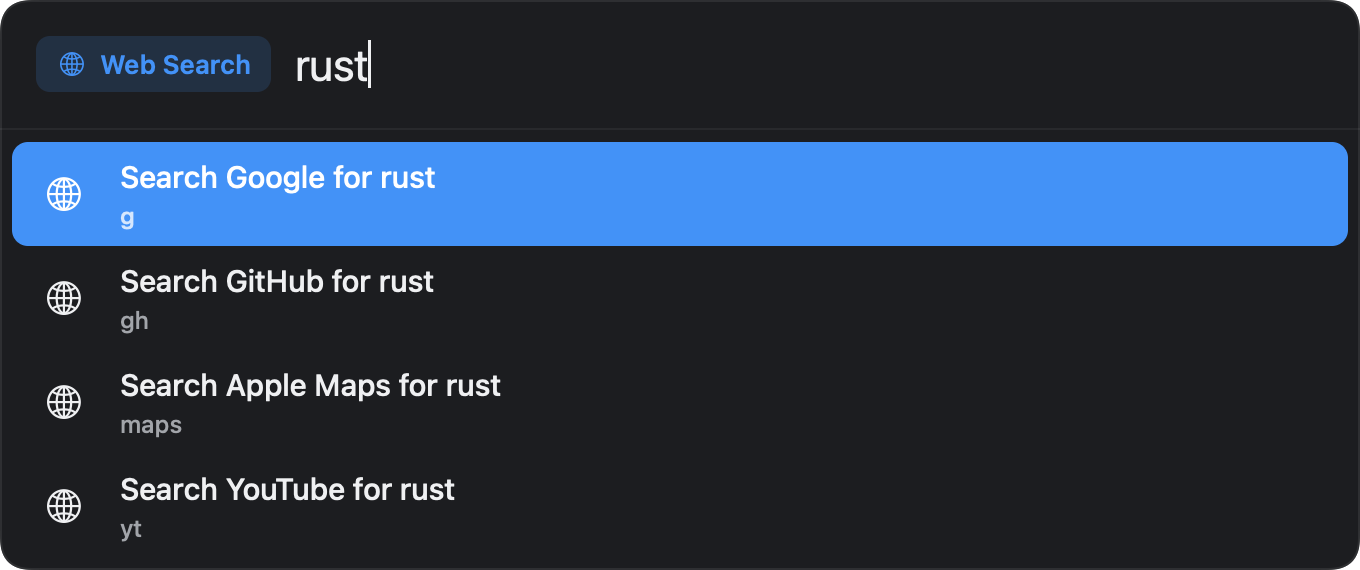 Web Search rust
Search Google for rust
g
Search GitHub for rust
gh
Search Apple Maps for rust
maps
Search YouTube for rust
yt